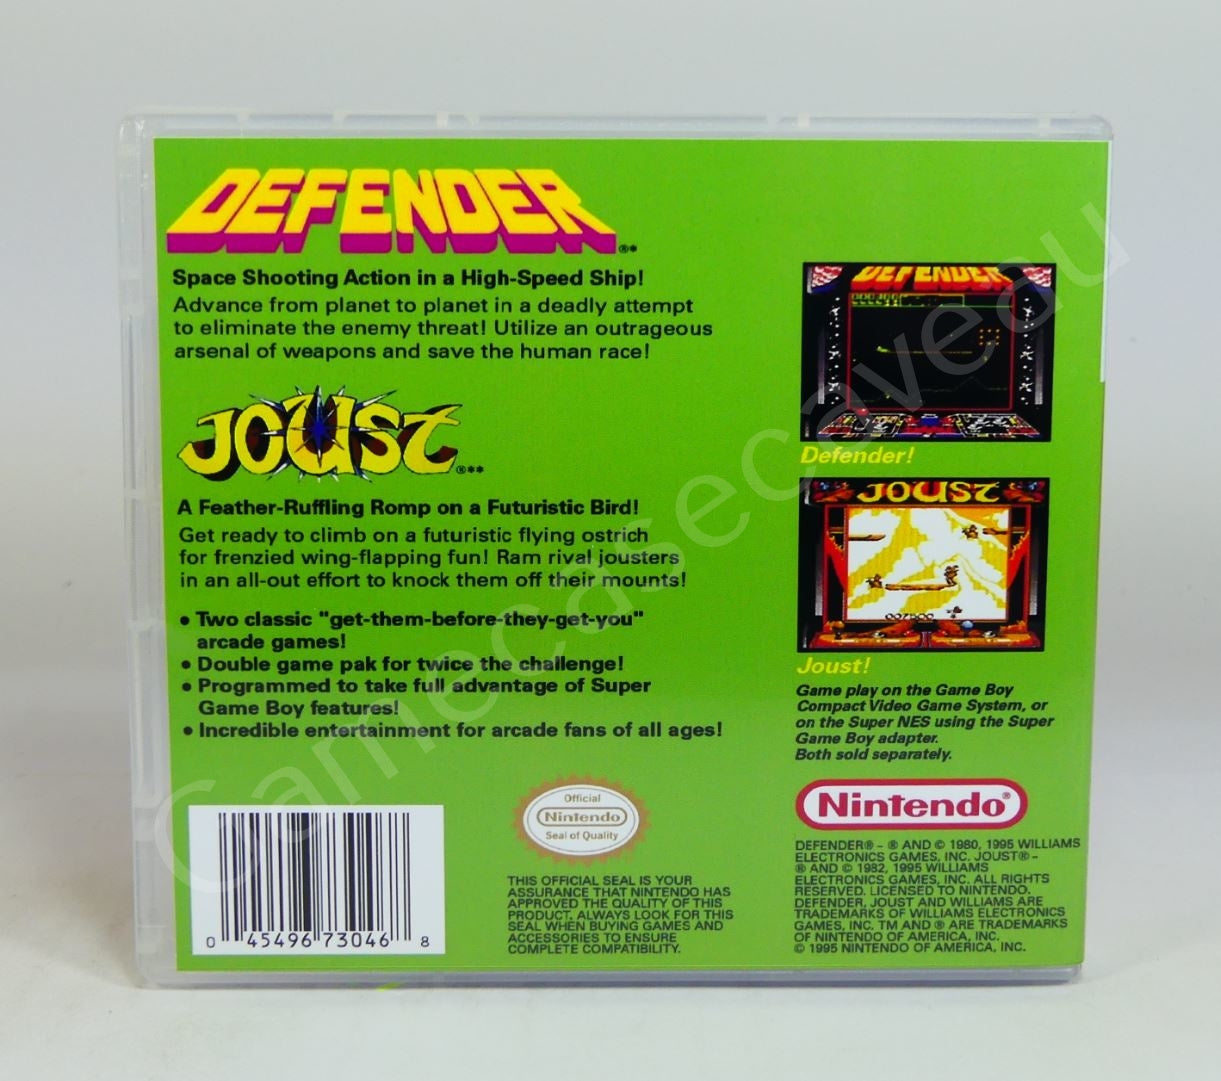 DEFENDER ®*
Space Shooting Action in a High-Speed Ship!
Advance from planet to planet in a deadly attempt
to eliminate the enemy threat! Utilize an outrageous
arsenal of weapons and save the human race!
JOUST ®**
A Feather-Ruffling Romp on a Futuristic Bird!
Get ready to climb on a futuristic flying ostrich
for frenzied wing-flapping fun! Ram rival jousters
in an all-out effort to knock them off their mounts!
• Two classic "get-them-before-they-get-you"
arcade games!
• Double game pak for twice the challenge!
• Programmed to take full advantage of Super
Game Boy features!
• Incredible entertainment for arcade fans of all ages!
DEFENDER
Defender!
JOUST
007800
Joust!
Game play on the Game Boy
Compact Video Game System, or
on the Super NES using the Super
Game Boy adapter.
Both sold separately.
0 45496 73046 8
Official
Nintendo
Seal of Quality
THIS OFFICIAL SEAL IS YOUR
ASSURANCE THAT NINTENDO HAS
APPROVED THE QUALITY OF THIS
PRODUCT. ALWAYS LOOK FOR THIS
SEAL WHEN BUYING GAMES AND
ACCESSORIES TO ENSURE
COMPLETE COMPATIBILITY.
Nintendo®
DEFENDER® – ® AND © 1980, 1995 WILLIAMS
ELECTRONICS GAMES, INC. JOUST® –
® AND © 1982, 1995 WILLIAMS
ELECTRONICS GAMES, INC. ALL RIGHTS
RESERVED. LICENSED TO NINTENDO.
DEFENDER, JOUST AND WILLIAMS ARE
TRADEMARKS OF WILLIAMS ELECTRONICS
GAMES, INC. TM AND ® ARE TRADEMARKS
OF NINTENDO OF AMERICA, INC.
© 1995 NINTENDO OF AMERICA, INC.
Gamecasecaveau